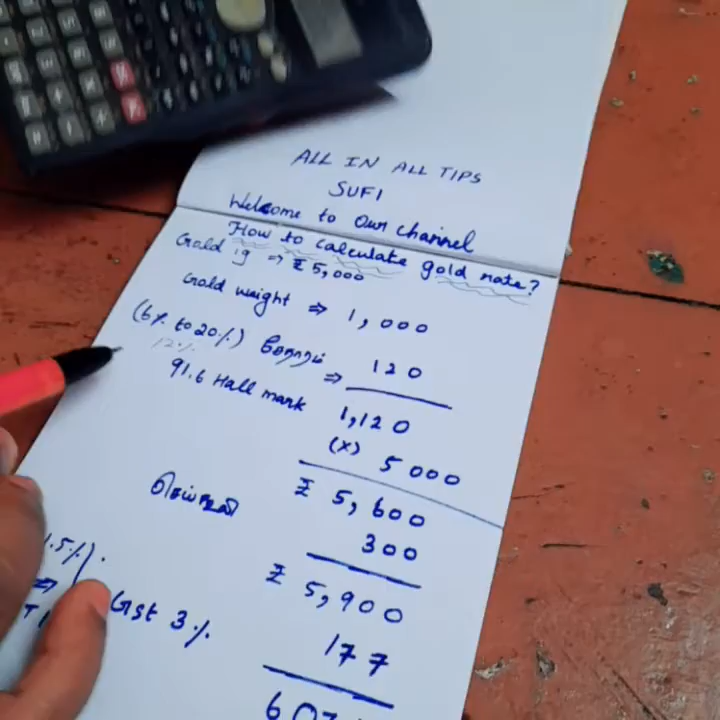 ALL IN ALL TIPS
SUFI
Welcome to Our channel
How to calculate gold rate?
Gold 1g ⇒ ₹ 5,000
Gold weight ⇒ 1,000
(6% to 20%) சேதாரம் ⇒ 120
12%
91.6 Hall mark 1,120
(x) 5000
₹ 5,600
செய்கூலி 300
1.5%)
₹ 5,900
Gst 3% 177